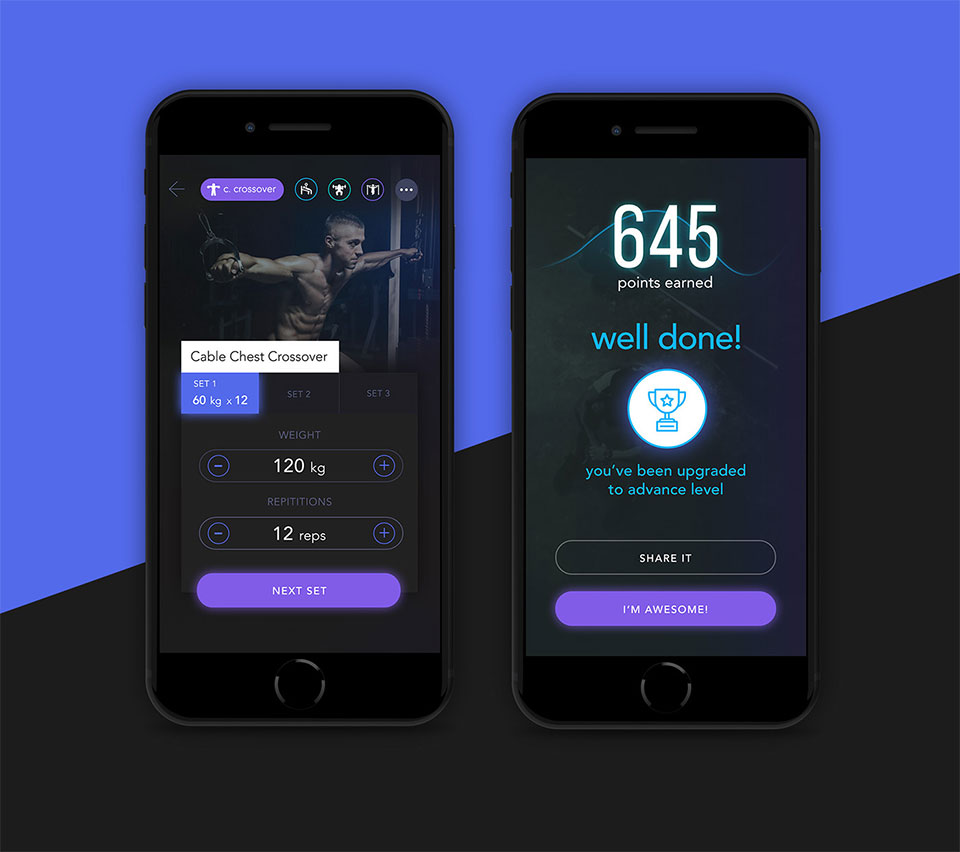 c. crossover
Cable Chest Crossover
SET 1
60 kg x 12
SET 2
SET 3
WEIGHT
120 kg
REPITITIONS
12 reps
NEXT SET
645
points earned
well done!
you've been upgraded
to advance level
SHARE IT
I'M AWESOME!